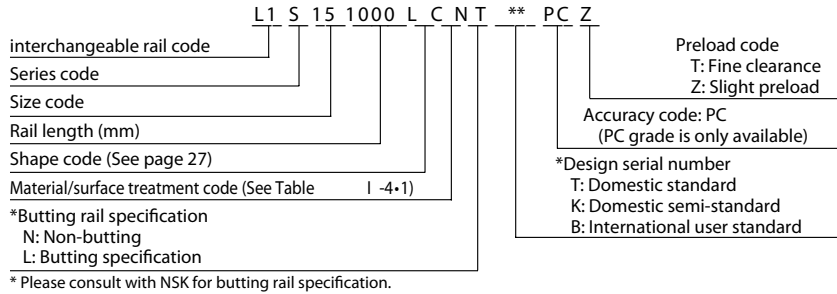 L1 S 15 1000 L C N T ** PC Z
interchangeable rail code
Series code
Size code
Rail length (mm)
Shape code (See page 27)
Material/surface treatment code (See Table I -4•1)
*Butting rail specification
N: Non-butting
L: Butting specification
* Please consult with NSK for butting rail specification.
Preload code
T: Fine clearance
Z: Slight preload
Accuracy code: PC
(PC grade is only available)
*Design serial number
T: Domestic standard
K: Domestic semi-standard
B: International user standard